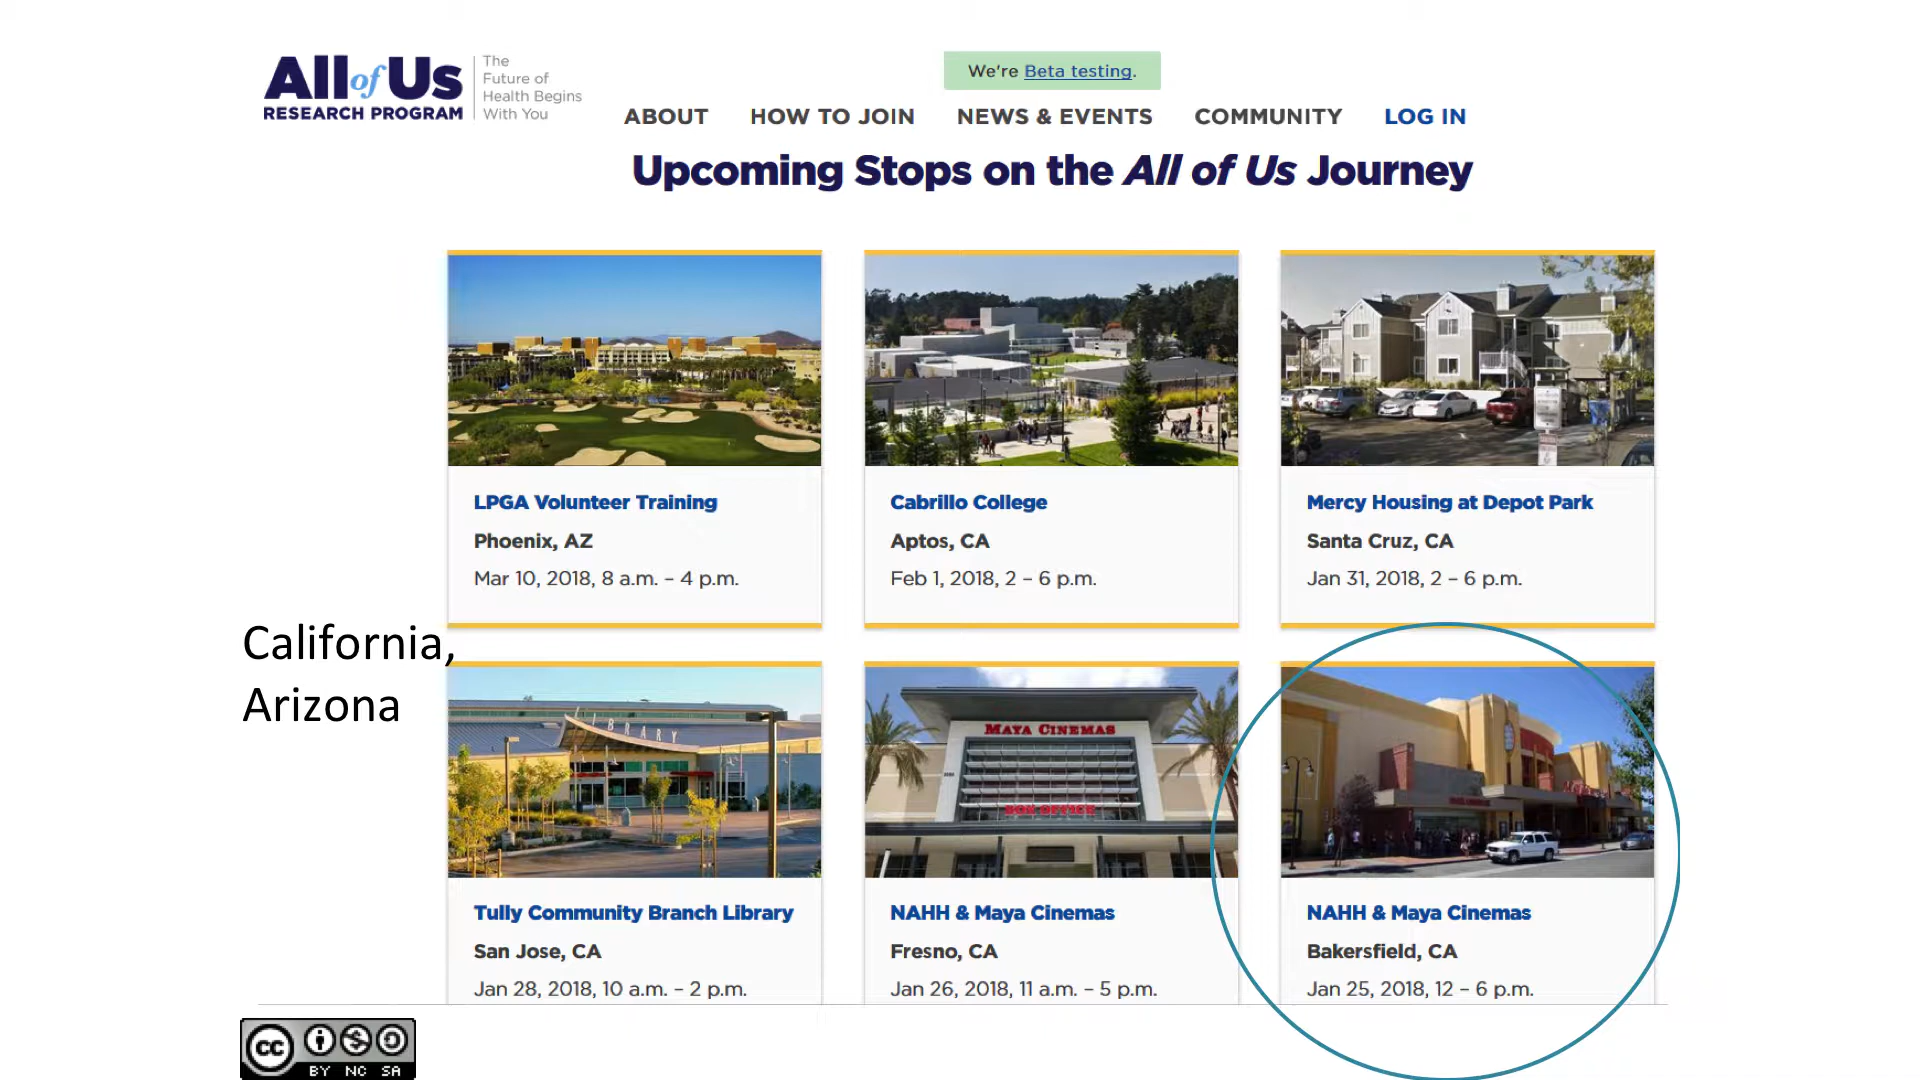 All of Us
RESEARCH PROGRAM
The
Future of
Health Begins
With You
We're Beta testing.
ABOUT HOW TO JOIN NEWS & EVENTS COMMUNITY LOG IN
Upcoming Stops on the All of Us Journey
LPGA Volunteer Training
Phoenix, AZ
Mar 10, 2018, 8 a.m. – 4 p.m.
Cabrillo College
Aptos, CA
Feb 1, 2018, 2 – 6 p.m.
Mercy Housing at Depot Park
Santa Cruz, CA
Jan 31, 2018, 2 – 6 p.m.
California,
Arizona
LIBRARY
Tully Community Branch Library
San Jose, CA
Jan 28, 2018, 10 a.m. – 2 p.m.
MAYA CINEMAS
BOX OFFICE
NAHH & Maya Cinemas
Fresno, CA
Jan 26, 2018, 11 a.m. – 5 p.m.
NAHH & Maya Cinemas
Bakersfield, CA
Jan 25, 2018, 12 – 6 p.m.
cc
BY NC SA